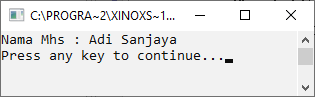 C:\PROGRA~2\XINOXS~1...
Nama Mhs : Adi Sanjaya
Press any key to continue...